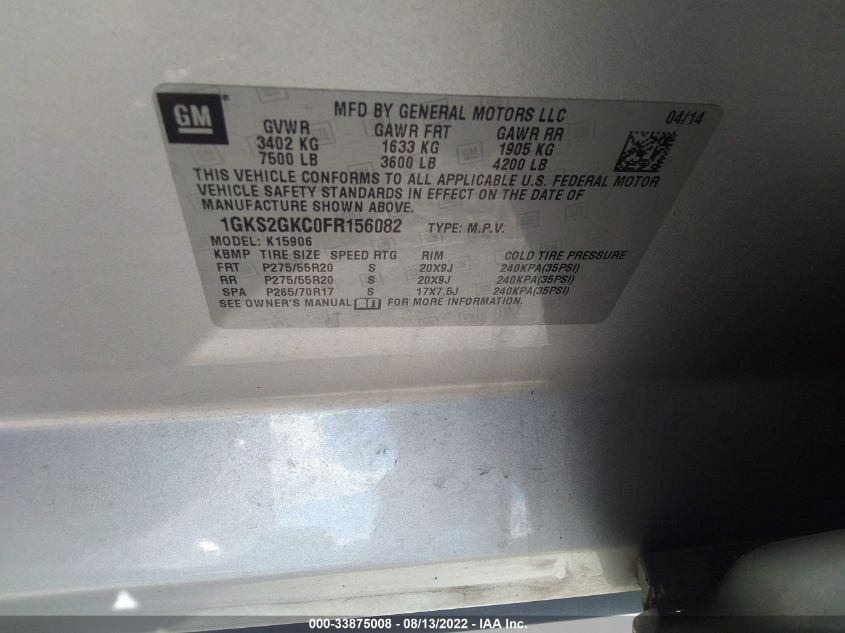 GM ®
MFD BY GENERAL MOTORS LLC
04/14
GVWR GAWR FRT GAWR RR
3402 KG 1633 KG 1905 KG
7500 LB 3600 LB 4200 LB
THIS VEHICLE CONFORMS TO ALL APPLICABLE U.S. FEDERAL MOTOR
VEHICLE SAFETY STANDARDS IN EFFECT ON THE DATE OF
MANUFACTURE SHOWN ABOVE.
1GKS2GKC0FR156082 TYPE: M.P.V.
MODEL: K15906
KBMP TIRE SIZE SPEED RTG RIM COLD TIRE PRESSURE
FRT P275/55R20 S 20X9J 240KPA(35PSI)
RR P275/55R20 S 20X9J 240KPA(35PSI)
SPA P265/70R17 S 17X7.5J 240KPA(35PSI)
SEE OWNER'S MANUAL FOR MORE INFORMATION.
000-33875008 - 08/13/2022 - IAA Inc.